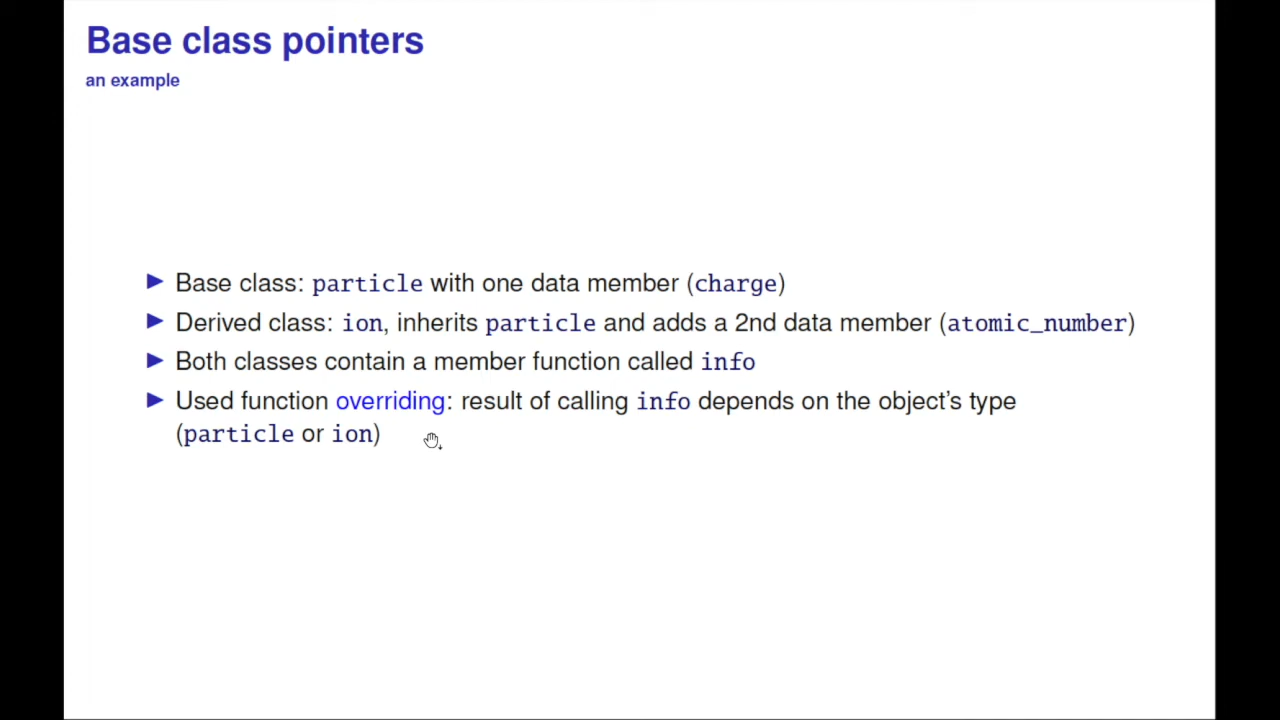 Base class pointers
an example
▶ Base class: particle with one data member (charge)
▶ Derived class: ion, inherits particle and adds a 2nd data member (atomic_number)
▶ Both classes contain a member function called info
▶ Used function overriding: result of calling info depends on the object's type
(particle or ion)